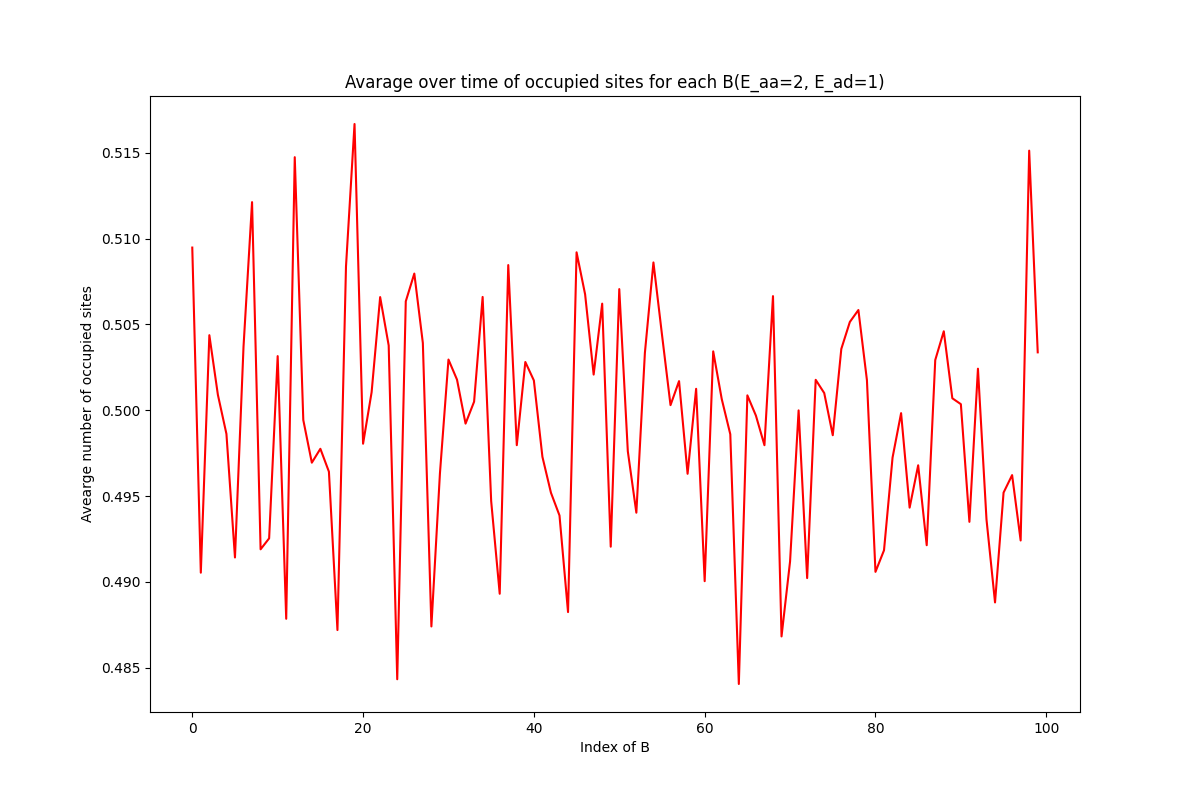 Avarage over time of occupied sites for each B(E_aa=2, E_ad=1)
0.515
0.510
0.505
0.500
0.495
0.490
0.485
Avearge number of occupied sites
0 20 40 60 80 100
Index of B